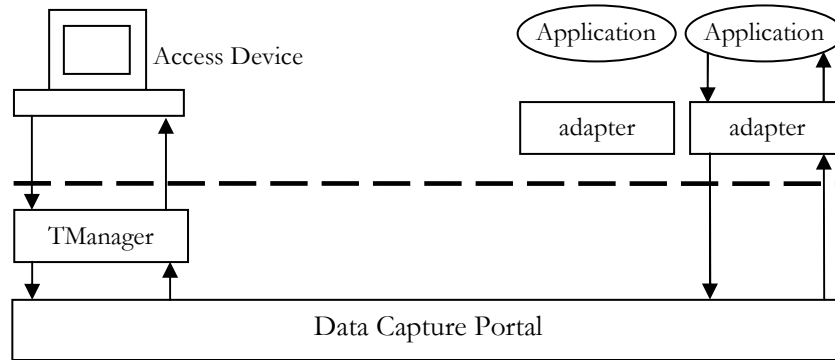 Application
Application
Access Device
adapter
adapter
TManager
Data Capture Portal